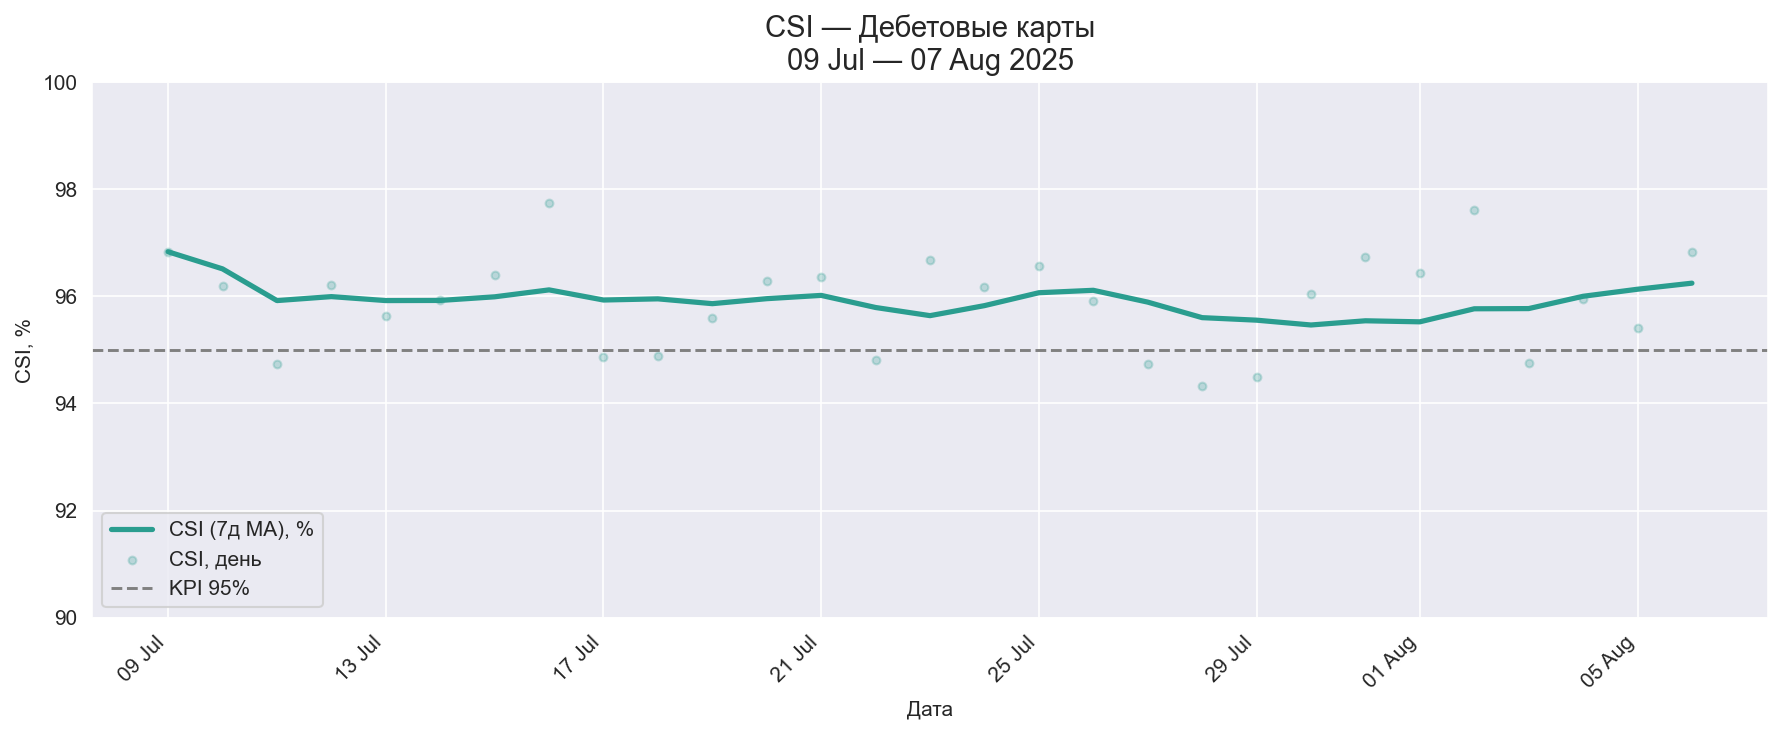 CSI — Дебетовые карты
09 Jul — 07 Aug 2025
100
98
96
94
92
90
CSI, %
CSI (7д MA), %
CSI, день
KPI 95%
09 Jul
13 Jul
17 Jul
21 Jul
25 Jul
29 Jul
01 Aug
05 Aug
Дата